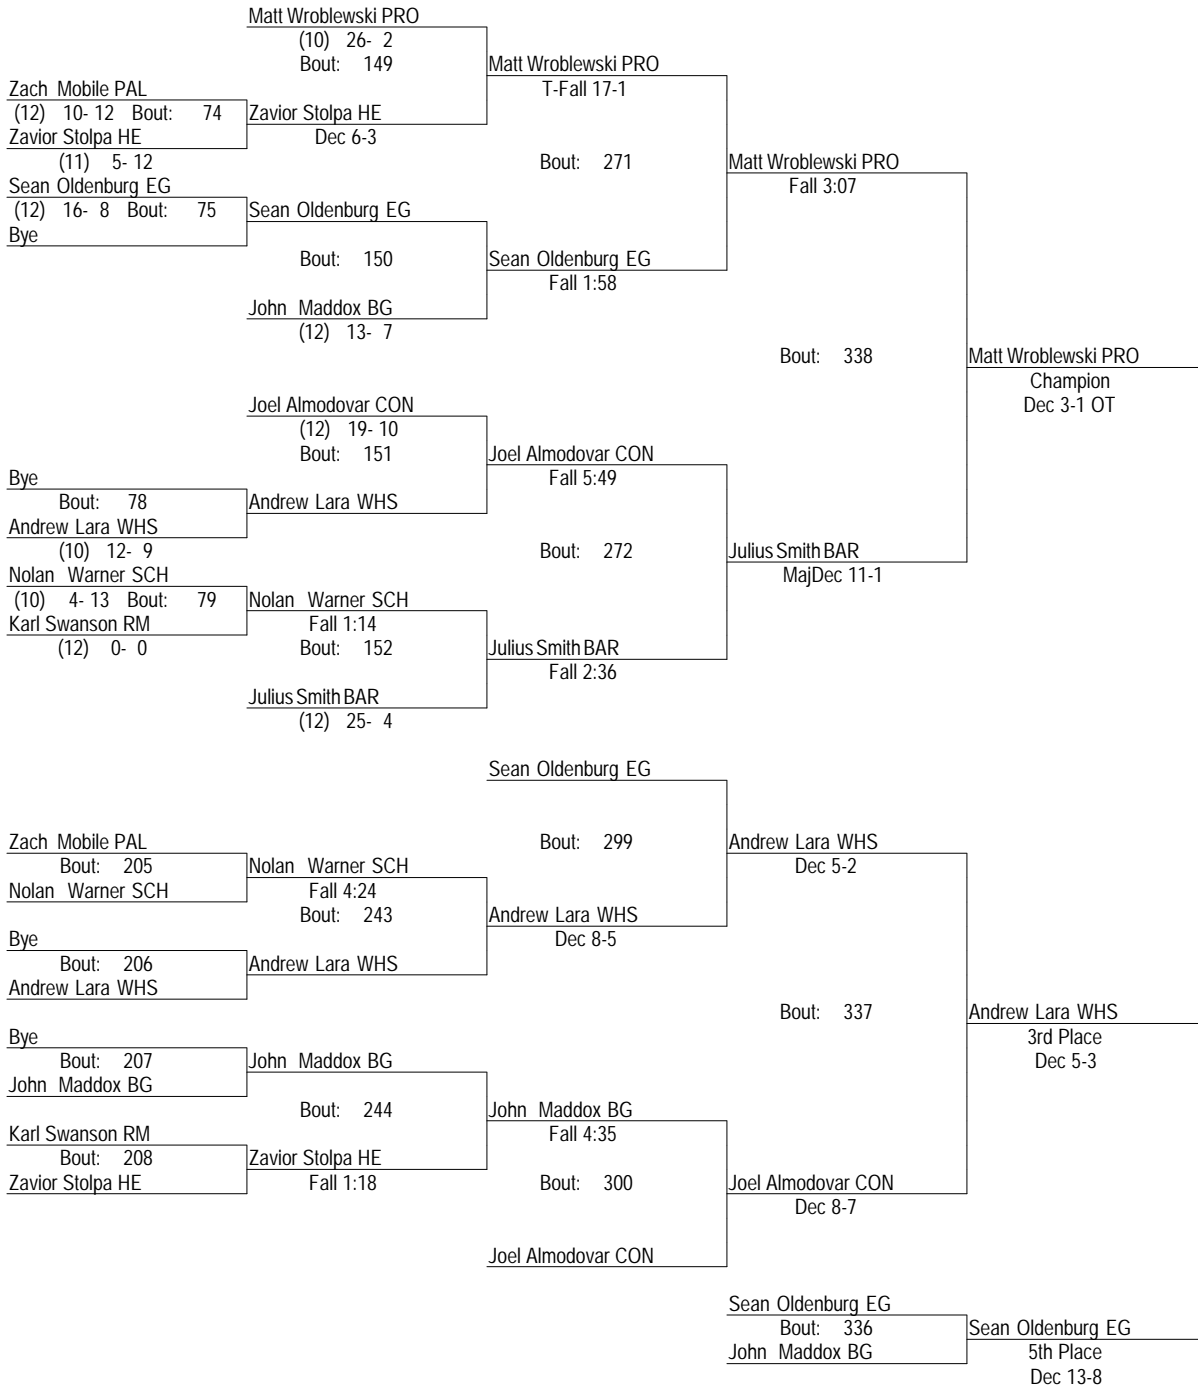 Matt Wroblewski PRO
(10) 26- 2
Bout: 149
Matt Wroblewski PRO
T-Fall 17-1
Zach Mobile PAL
(12) 10- 12 Bout: 74
Zavior Stolpa HE
Dec 6-3
Zavior Stolpa HE
(11) 5- 12
Bout: 271
Matt Wroblewski PRO
Fall 3:07
Sean Oldenburg EG
(12) 16- 8 Bout: 75
Sean Oldenburg EG
Bye
Bout: 150
Sean Oldenburg EG
Fall 1:58
John Maddox BG
(12) 13- 7
Bout: 338
Matt Wroblewski PRO
Champion
Dec 3-1 OT
Joel Almodovar CON
(12) 19- 10
Bout: 151
Joel Almodovar CON
Fall 5:49
Bye
Bout: 78
Andrew Lara WHS
Andrew Lara WHS
(10) 12- 9
Bout: 272
Julius Smith BAR
MajDec 11-1
Nolan Warner SCH
(10) 4- 13 Bout: 79
Nolan Warner SCH
Fall 1:14
Karl Swanson RM
(12) 0- 0
Bout: 152
Julius Smith BAR
Fall 2:36
Julius Smith BAR
(12) 25- 4
Sean Oldenburg EG
Bout: 299
Andrew Lara WHS
Dec 5-2
Zach Mobile PAL
Bout: 205
Nolan Warner SCH
Fall 4:24
Nolan Warner SCH
Bout: 243
Andrew Lara WHS
Dec 8-5
Bye
Bout: 206
Andrew Lara WHS
Andrew Lara WHS
Bout: 337
Andrew Lara WHS
3rd Place
Dec 5-3
Bye
Bout: 207
John Maddox BG
John Maddox BG
Bout: 244
John Maddox BG
Fall 4:35
Karl Swanson RM
Bout: 208
Zavior Stolpa HE
Fall 1:18
Zavior Stolpa HE
Bout: 300
Joel Almodovar CON
Dec 8-7
Joel Almodovar CON
Sean Oldenburg EG
Bout: 336
Sean Oldenburg EG
5th Place
Dec 13-8
John Maddox BG